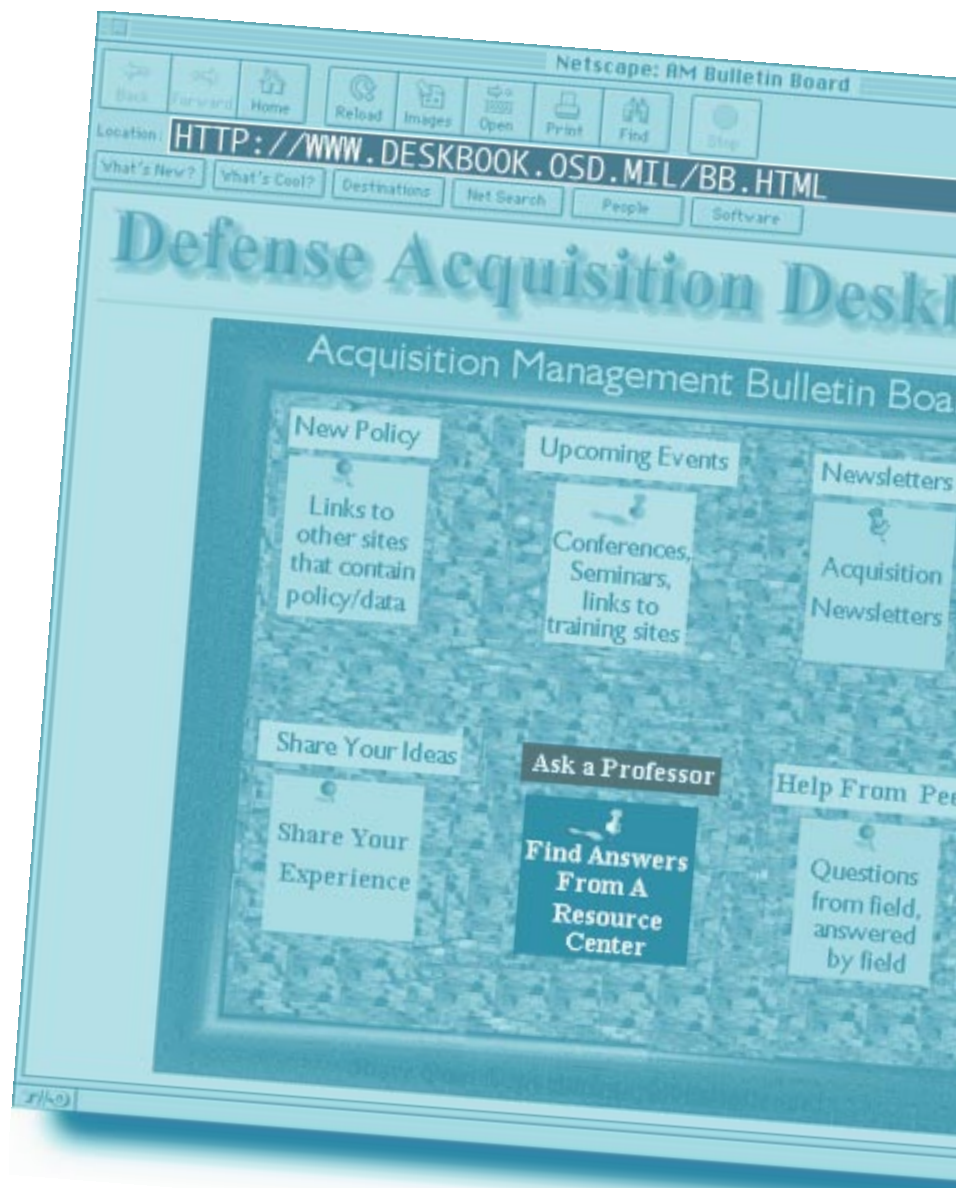 Netscape: AM Bulletin Board
Back Forward Home Reload Images Open Print Find Stop
Location: HTTP://WWW.DESKBOOK.OSD.MIL/BB.HTML
What's New? What's Cool? Destinations Net Search People Software
Defense Acquisition Desk
Acquisition Management Bulletin Boa
New Policy
Links to
other sites
that contain
policy/data
Upcoming Events
Conferences,
Seminars,
links to
training sites
Newsletters
Acquisition
Newsletters
Share Your Ideas
Share Your
Experience
Ask a Professor
Find Answers
From A
Resource
Center
Help From Pee
Questions
from field,
answered
by field